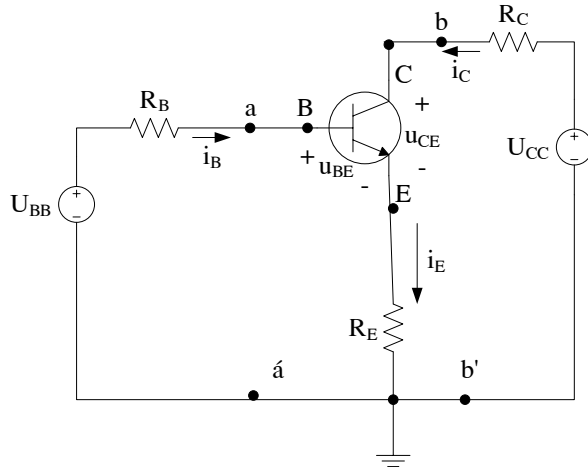 b
R_C
i_C
C
R_B
a
B
+
i_B
+
u_BE
-
u_CE
-
U_CC
+
−
E
U_BB
+
−
i_E
R_E
á
b'